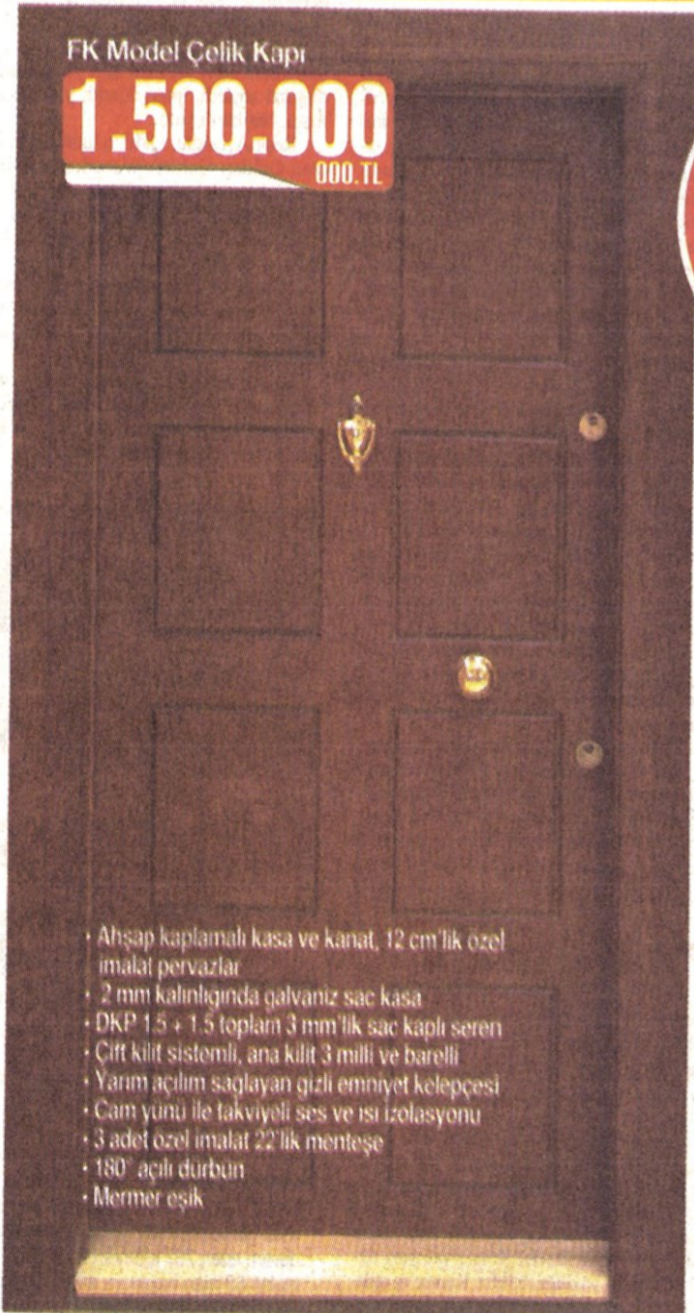 FK Model Çelik Kapı
1.500.000
000.TL
• Ahşap kaplamalı kasa ve kanat, 12 cm'lik özel
imalat pervazlar
• 2 mm kalınlığında galvaniz sac kasa
• DKP 1.5 + 1.5 toplam 3 mm'lik sac kaplı seren
• Çift kilit sistemli, ana kilit 3 milli ve barelli
• Yarım açılım sağlayan gizli emniyet kelepçesi
• Cam yünü ile takviyeli ses ve ısı izolasyonu
• 3 adet özel imalat 22'lik menteşe
• 180° açılı dürbün
• Mermer eşik